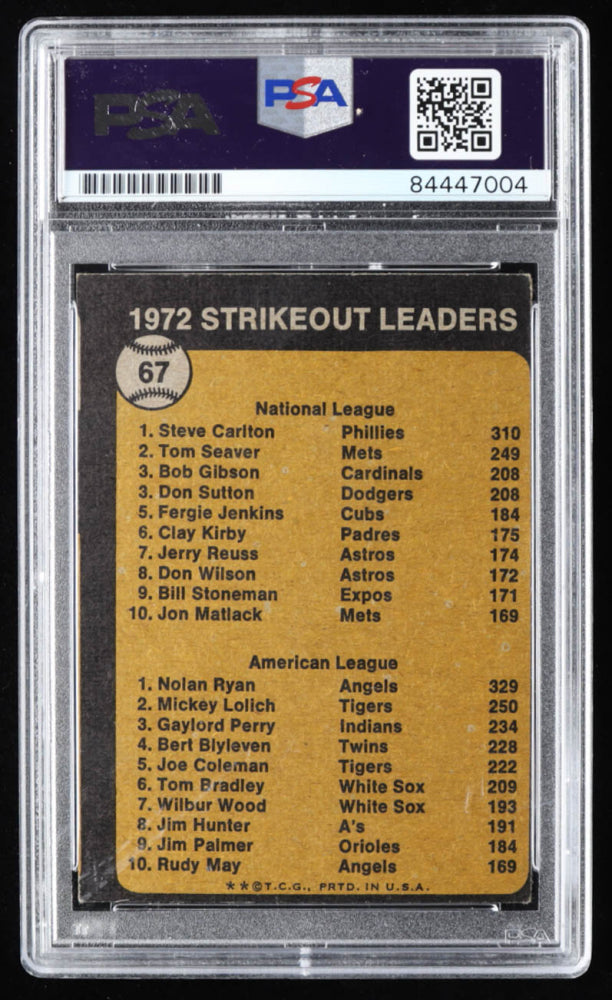 PSA
PSA
84447004
1972 STRIKEOUT LEADERS
67
National League
1. Steve Carlton Phillies 310
2. Tom Seaver Mets 249
3. Bob Gibson Cardinals 208
3. Don Sutton Dodgers 208
5. Fergie Jenkins Cubs 184
6. Clay Kirby Padres 175
7. Jerry Reuss Astros 174
8. Don Wilson Astros 172
9. Bill Stoneman Expos 171
10. Jon Matlack Mets 169
American League
1. Nolan Ryan Angels 329
2. Mickey Lolich Tigers 250
3. Gaylord Perry Indians 234
4. Bert Blyleven Twins 228
5. Joe Coleman Tigers 222
6. Tom Bradley White Sox 209
7. Wilbur Wood White Sox 193
8. Jim Hunter A's 191
9. Jim Palmer Orioles 184
10. Rudy May Angels 169
**©T.C.G., PRTD. IN U.S.A.
PSA